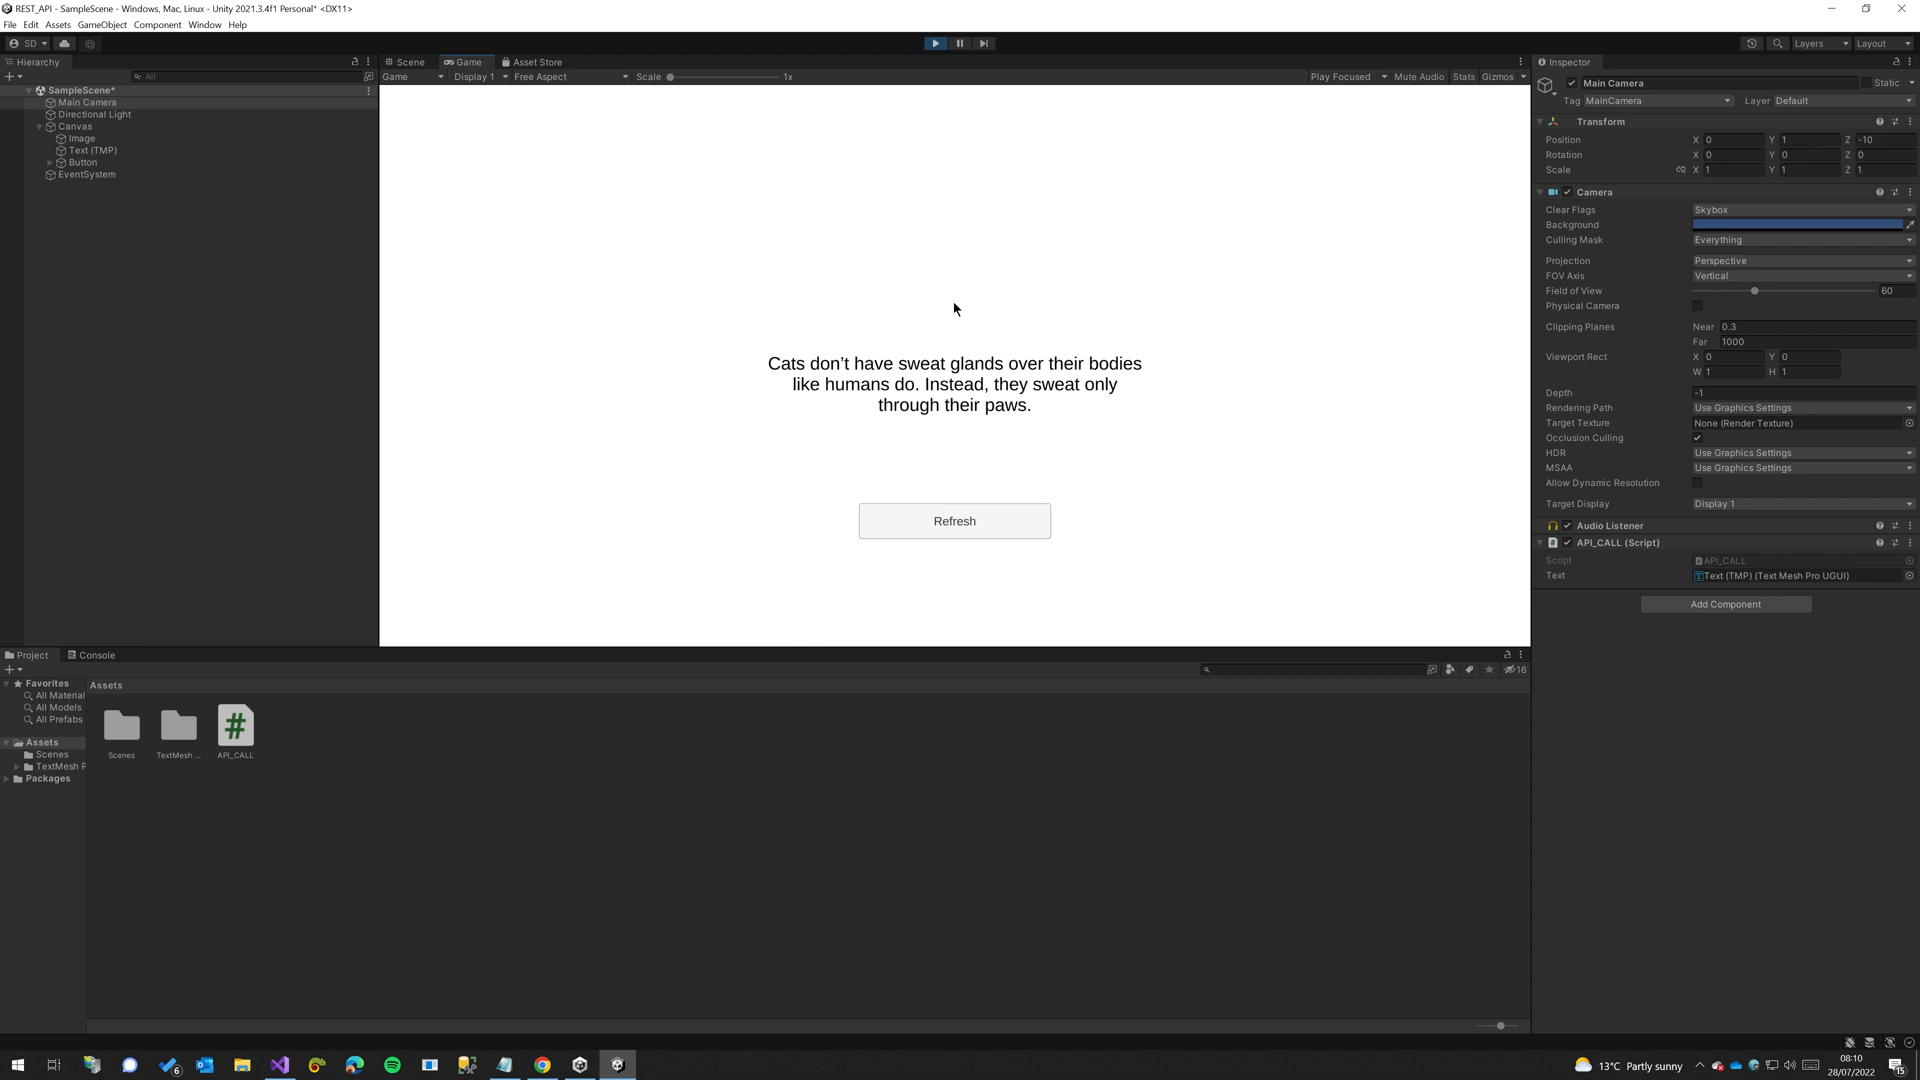 REST_API - SampleScene - Windows, Mac, Linux - Unity 2021.3.4f1 Personal* <DX11>
File Edit Assets GameObject Component Window Help
SD
Layers Layout
Hierarchy
All
SampleScene*
Main Camera
Directional Light
Canvas
Image
Text (TMP)
Button
EventSystem
Scene Game Asset Store
Game Display 1 Free Aspect Scale 1x Play Focused Mute Audio Stats Gizmos
Cats don’t have sweat glands over their bodies
like humans do. Instead, they sweat only
through their paws.
Refresh
Inspector
Main Camera Static
Tag MainCamera Layer Default
Transform
Position X 0 Y 1 Z -10
Rotation X 0 Y 0 Z 0
Scale X 1 Y 1 Z 1
Camera
Clear Flags Skybox
Background
Culling Mask Everything
Projection Perspective
FOV Axis Vertical
Field of View 60
Physical Camera
Clipping Planes Near 0.3
Far 1000
Viewport Rect X 0 Y 0
W 1 H 1
Depth -1
Rendering Path Use Graphics Settings
Target Texture None (Render Texture)
Occlusion Culling
HDR Use Graphics Settings
MSAA Use Graphics Settings
Allow Dynamic Resolution
Target Display Display 1
Audio Listener
# API_CALL (Script)
Script API_CALL
Text Text (TMP) (Text Mesh Pro UGUI)
Add Component
Project Console
16
Favorites
All Material
All Models
All Prefabs
Assets
Scenes
TextMesh P
Packages
Assets
#
Scenes TextMesh ... API_CALL
6
13°C Partly sunny
08:10
28/07/2022
15